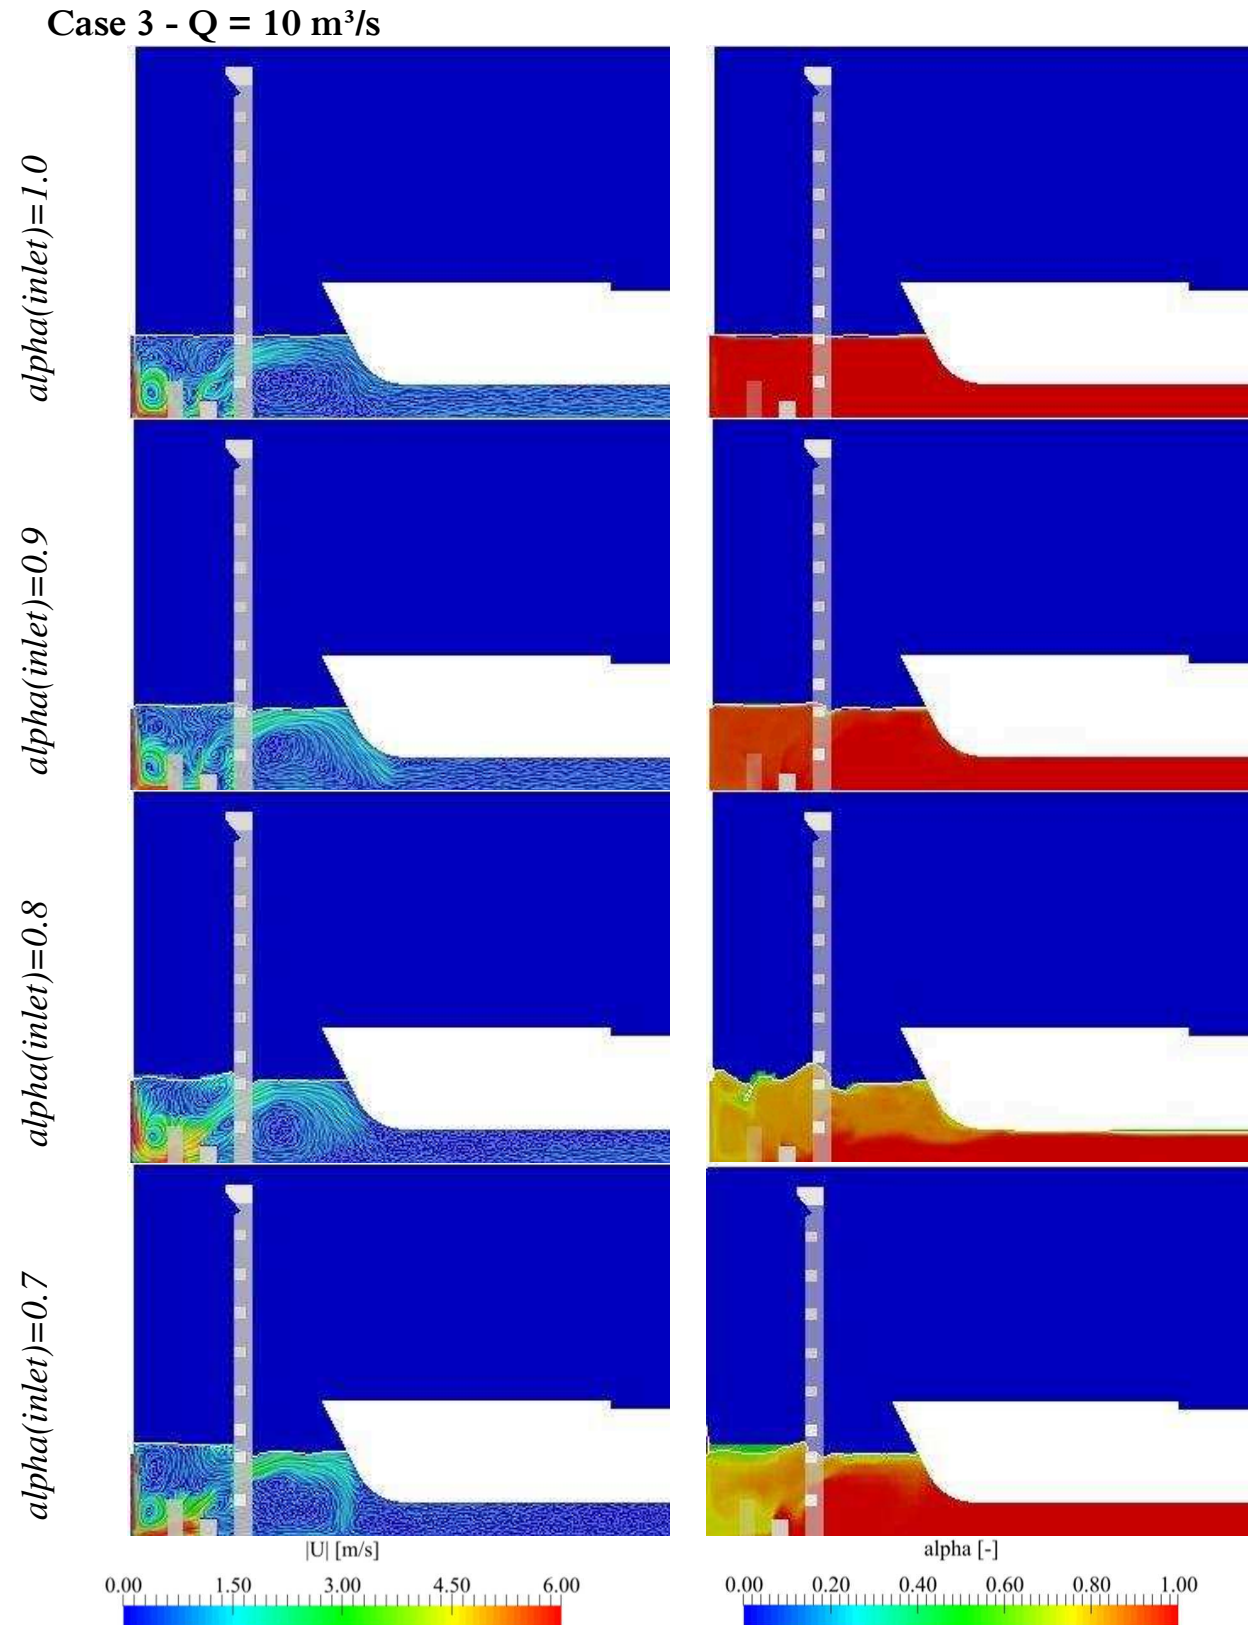 Case 3 - Q = 10 m³/s
alpha(inlet)=1.0
alpha(inlet)=0.9
alpha(inlet)=0.8
alpha(inlet)=0.7
|U| [m/s]
0.00 1.50 3.00 4.50 6.00
alpha [-]
0.00 0.20 0.40 0.60 0.80 1.00